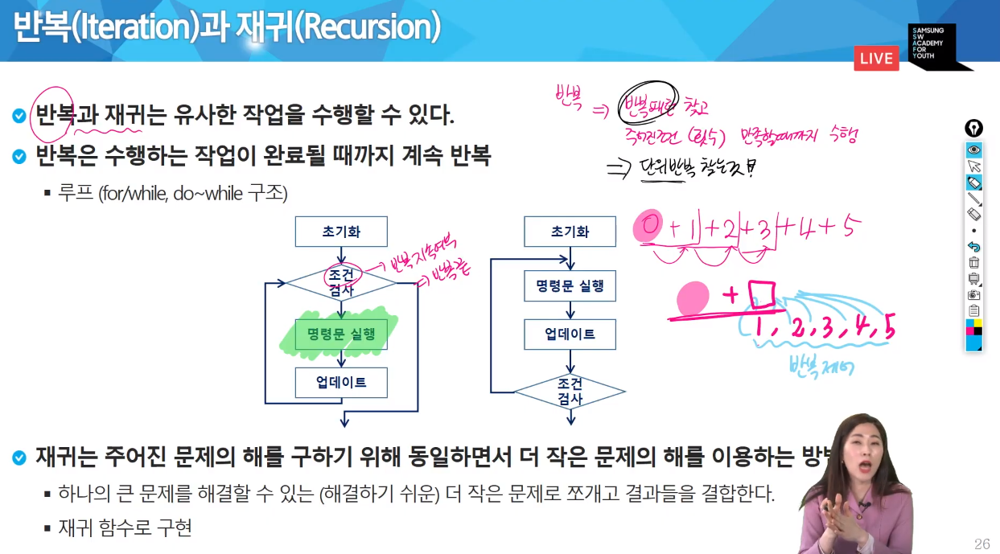 반복(Iteration)과 재귀(Recursion)
SAMSUNG
SW
ACADEMY
FOR
YOUTH
LIVE
반복과 재귀는 유사한 작업을 수행할 수 있다.
반복은 수행하는 작업이 완료될 때까지 계속 반복
루프 (for/while, do~while 구조)
반복 ⇒ 반복패턴 찾고
주어진조건 (횟수) 만족할때까지 수행
⇒ 단위반복 찾는것!
초기화
조건
검사
→ 반복지속여부
⇒ 반복끝
명령문 실행
업데이트
초기화
명령문 실행
업데이트
조건
검사
0 + 1 + 2 + 3 + 4 + 5
+ □
1, 2, 3, 4, 5
반복제어
재귀는 주어진 문제의 해를 구하기 위해 동일하면서 더 작은 문제의 해를 이용하는
하나의 큰 문제를 해결할 수 있는 (해결하기 쉬운) 더 작은 문제로 쪼개고 결과들을 결합한다.
재귀 함수로 구현
26